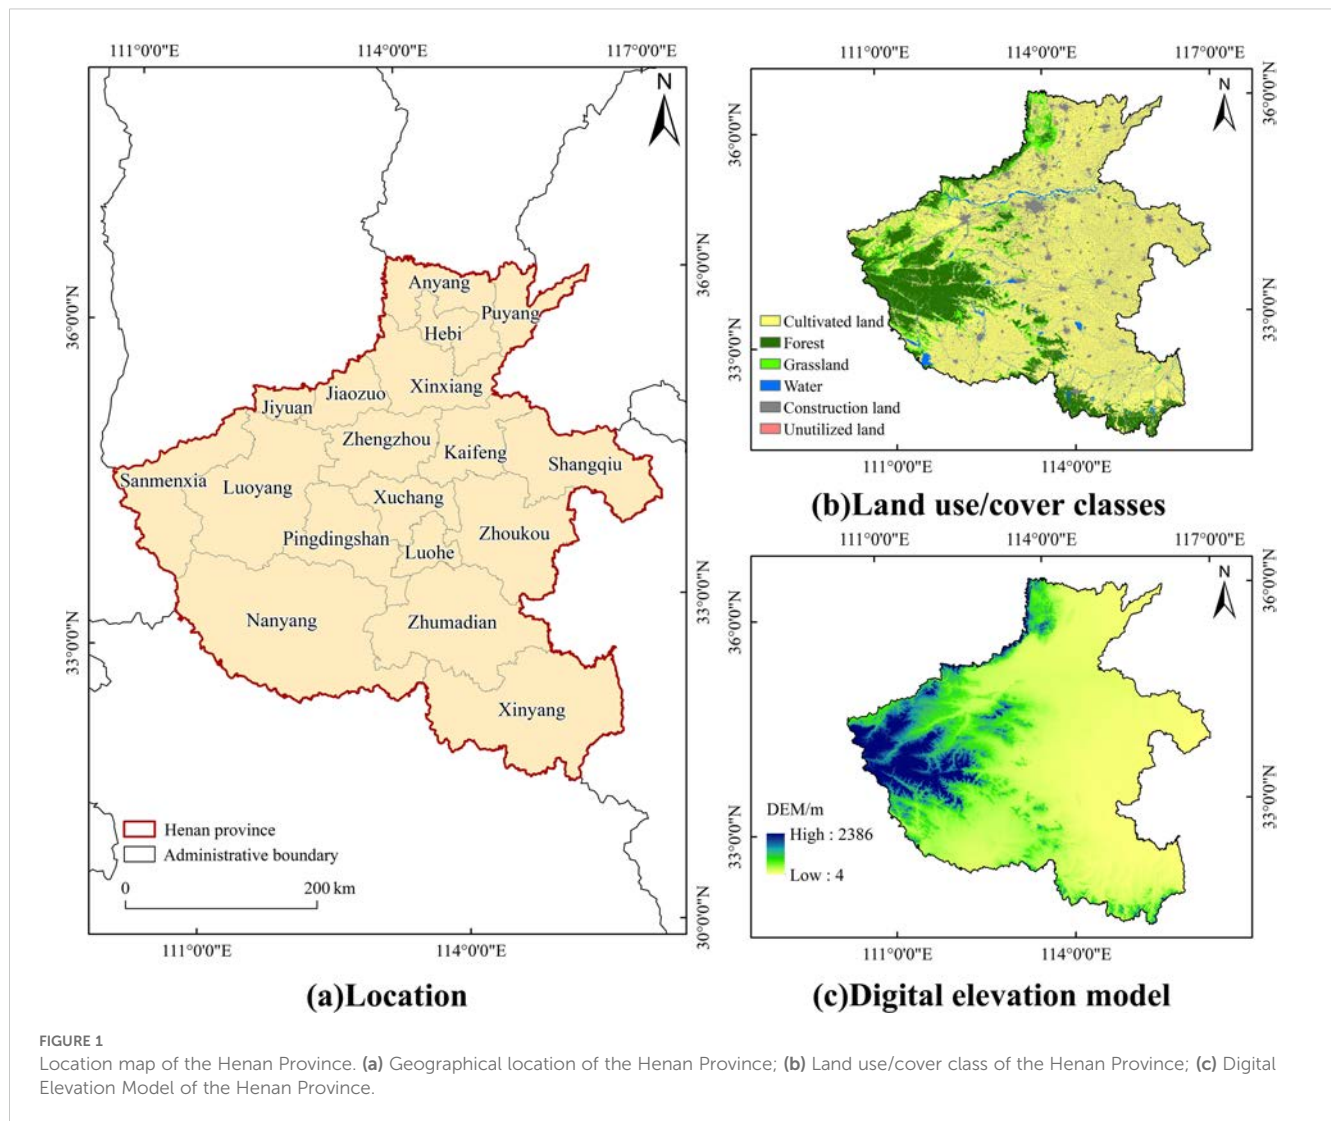 111°0'0"E
114°0'0"E
117°0'0"E
N
36°0'0"N
36°0'0"N
33°0'0"N
33°0'0"N
30°0'0"N
Anyang
Puyang
Hebi
Jiaozuo
Xinxiang
Jiyuan
Zhengzhou
Kaifeng
Shangqiu
Sanmenxia
Luoyang
Xuchang
Pingdingshan
Luohe
Zhoukou
Nanyang
Zhumadian
Xinyang
Henan province
Administrative boundary
0
200 km
111°0'0"E
114°0'0"E
(a)Location
111°0'0"E
114°0'0"E
117°0'0"E
N
36°0'0"N
36°0'0"N
33°0'0"N
33°0'0"N
Cultivated land
Forest
Grassland
Water
Construction land
Unutilized land
111°0'0"E
114°0'0"E
(b)Land use/cover classes
111°0'0"E
114°0'0"E
117°0'0"E
N
36°0'0"N
36°0'0"N
33°0'0"N
33°0'0"N
DEM/m
High : 2386
Low : 4
111°0'0"E
114°0'0"E
(c)Digital elevation model
FIGURE 1
Location map of the Henan Province. (a) Geographical location of the Henan Province; (b) Land use/cover class of the Henan Province; (c) Digital
Elevation Model of the Henan Province.